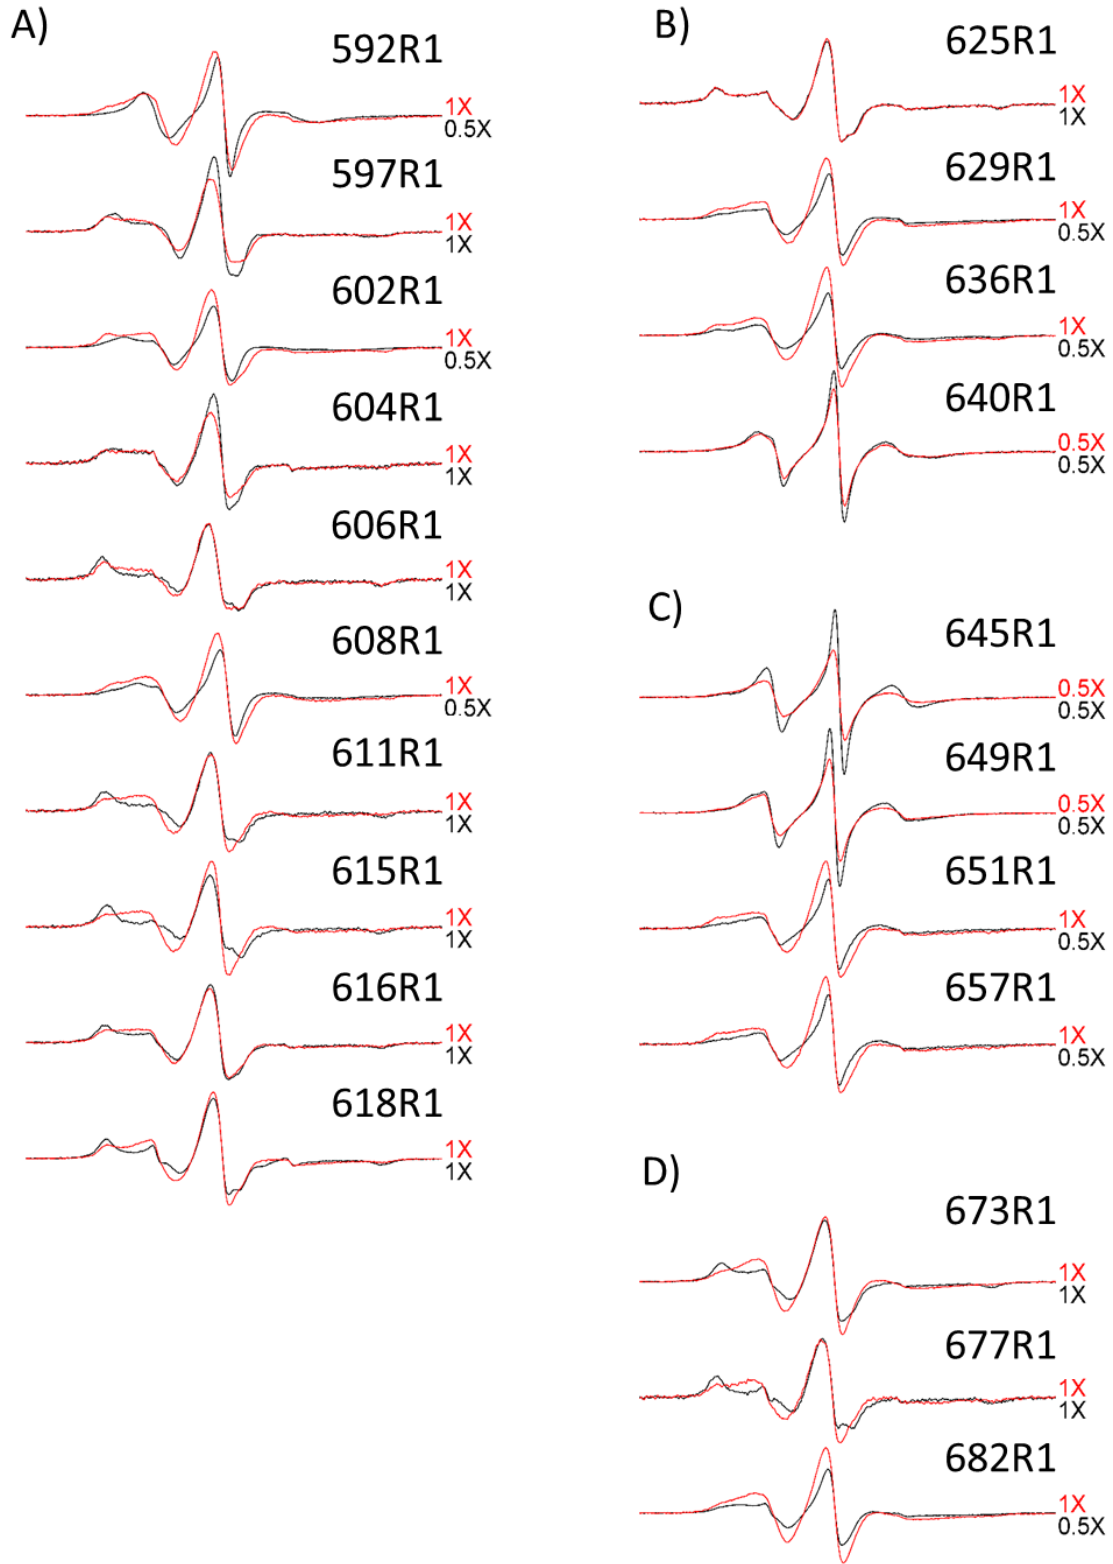 A)
592R1
1X
0.5X
597R1
1X
1X
602R1
1X
0.5X
604R1
1X
1X
606R1
1X
1X
608R1
1X
0.5X
611R1
1X
1X
615R1
1X
1X
616R1
1X
1X
618R1
1X
1X
B)
625R1
1X
1X
629R1
1X
0.5X
636R1
1X
0.5X
640R1
0.5X
0.5X
C)
645R1
0.5X
0.5X
649R1
0.5X
0.5X
651R1
1X
0.5X
657R1
1X
0.5X
D)
673R1
1X
1X
677R1
1X
1X
682R1
1X
0.5X